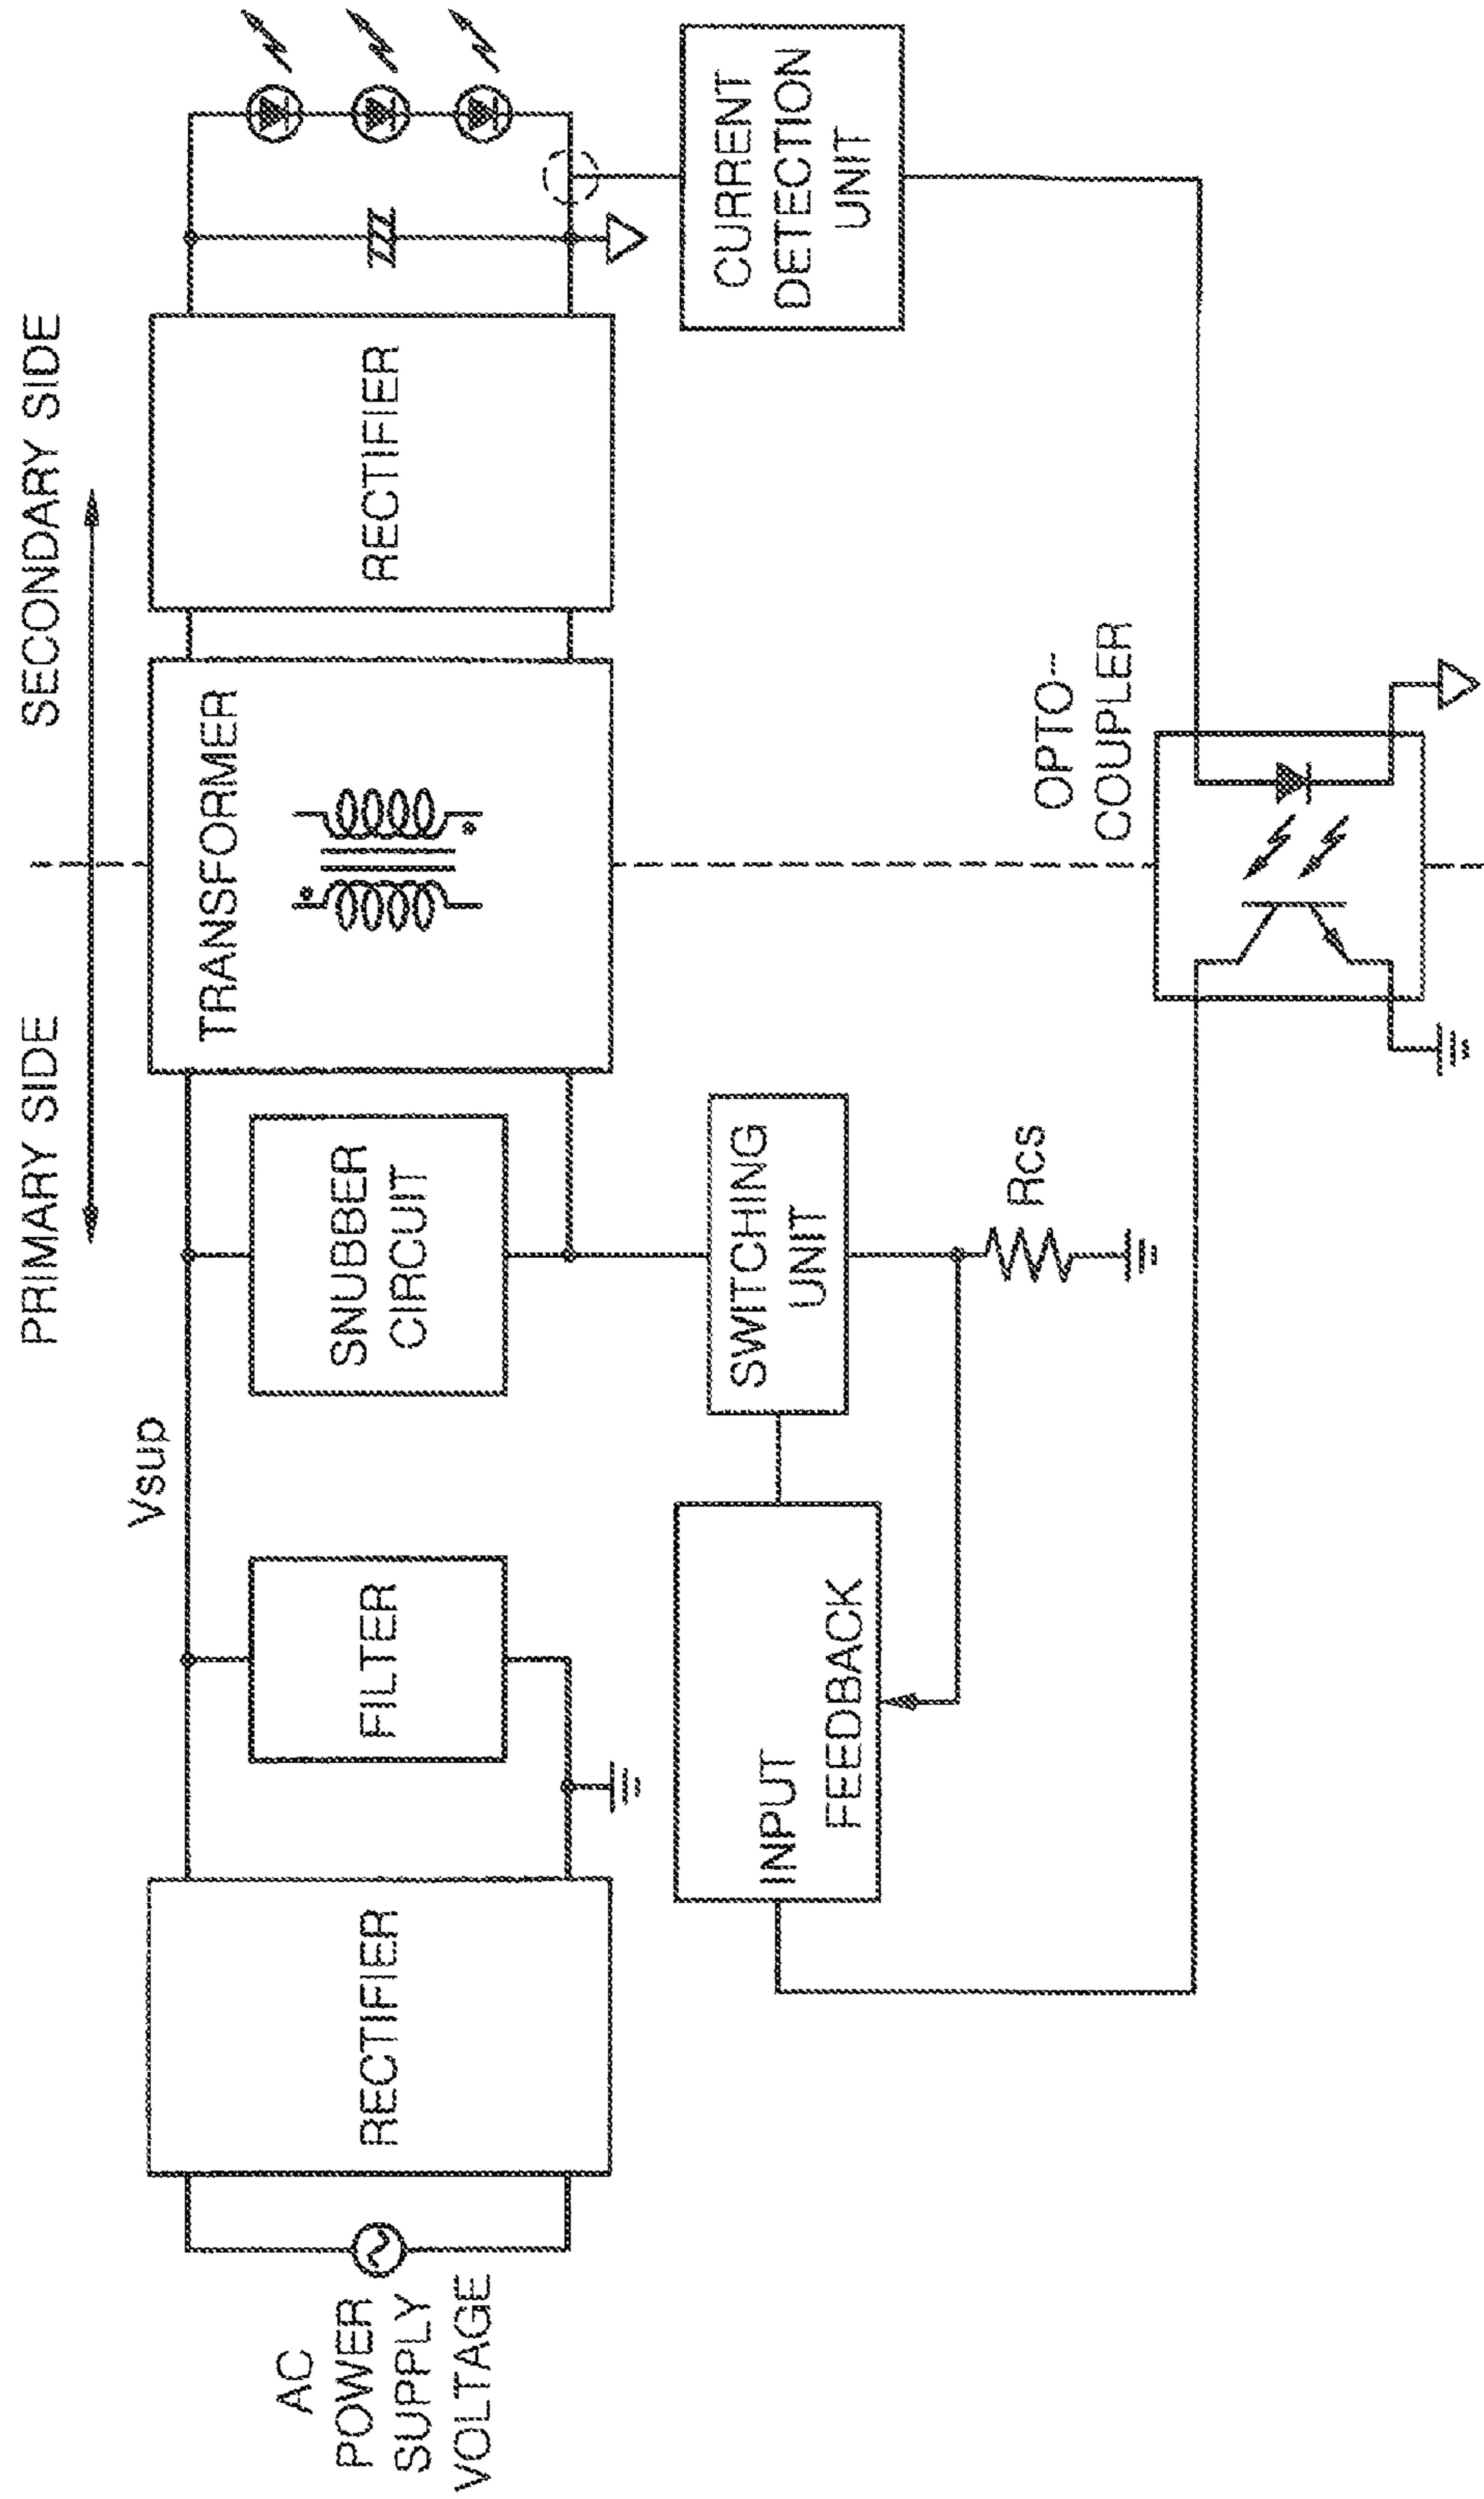 PRIMARY SIDE
SECONDARY SIDE
Vsup
AC
POWER
SUPPLY
VOLTAGE
RECTIFIER
FILTER
SNUBBER
CIRCUIT
TRANSFORMER
RECTIFIER
INPUT
FEEDBACK
SWITCHING
UNIT
Rcs
CURRENT
DETECTION
UNIT
OPTO-
COUPLER